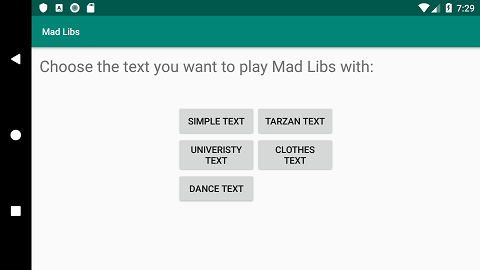 7:29
Mad Libs
Choose the text you want to play Mad Libs with:
SIMPLE TEXT
TARZAN TEXT
UNIVERISTY
TEXT
CLOTHES
TEXT
DANCE TEXT